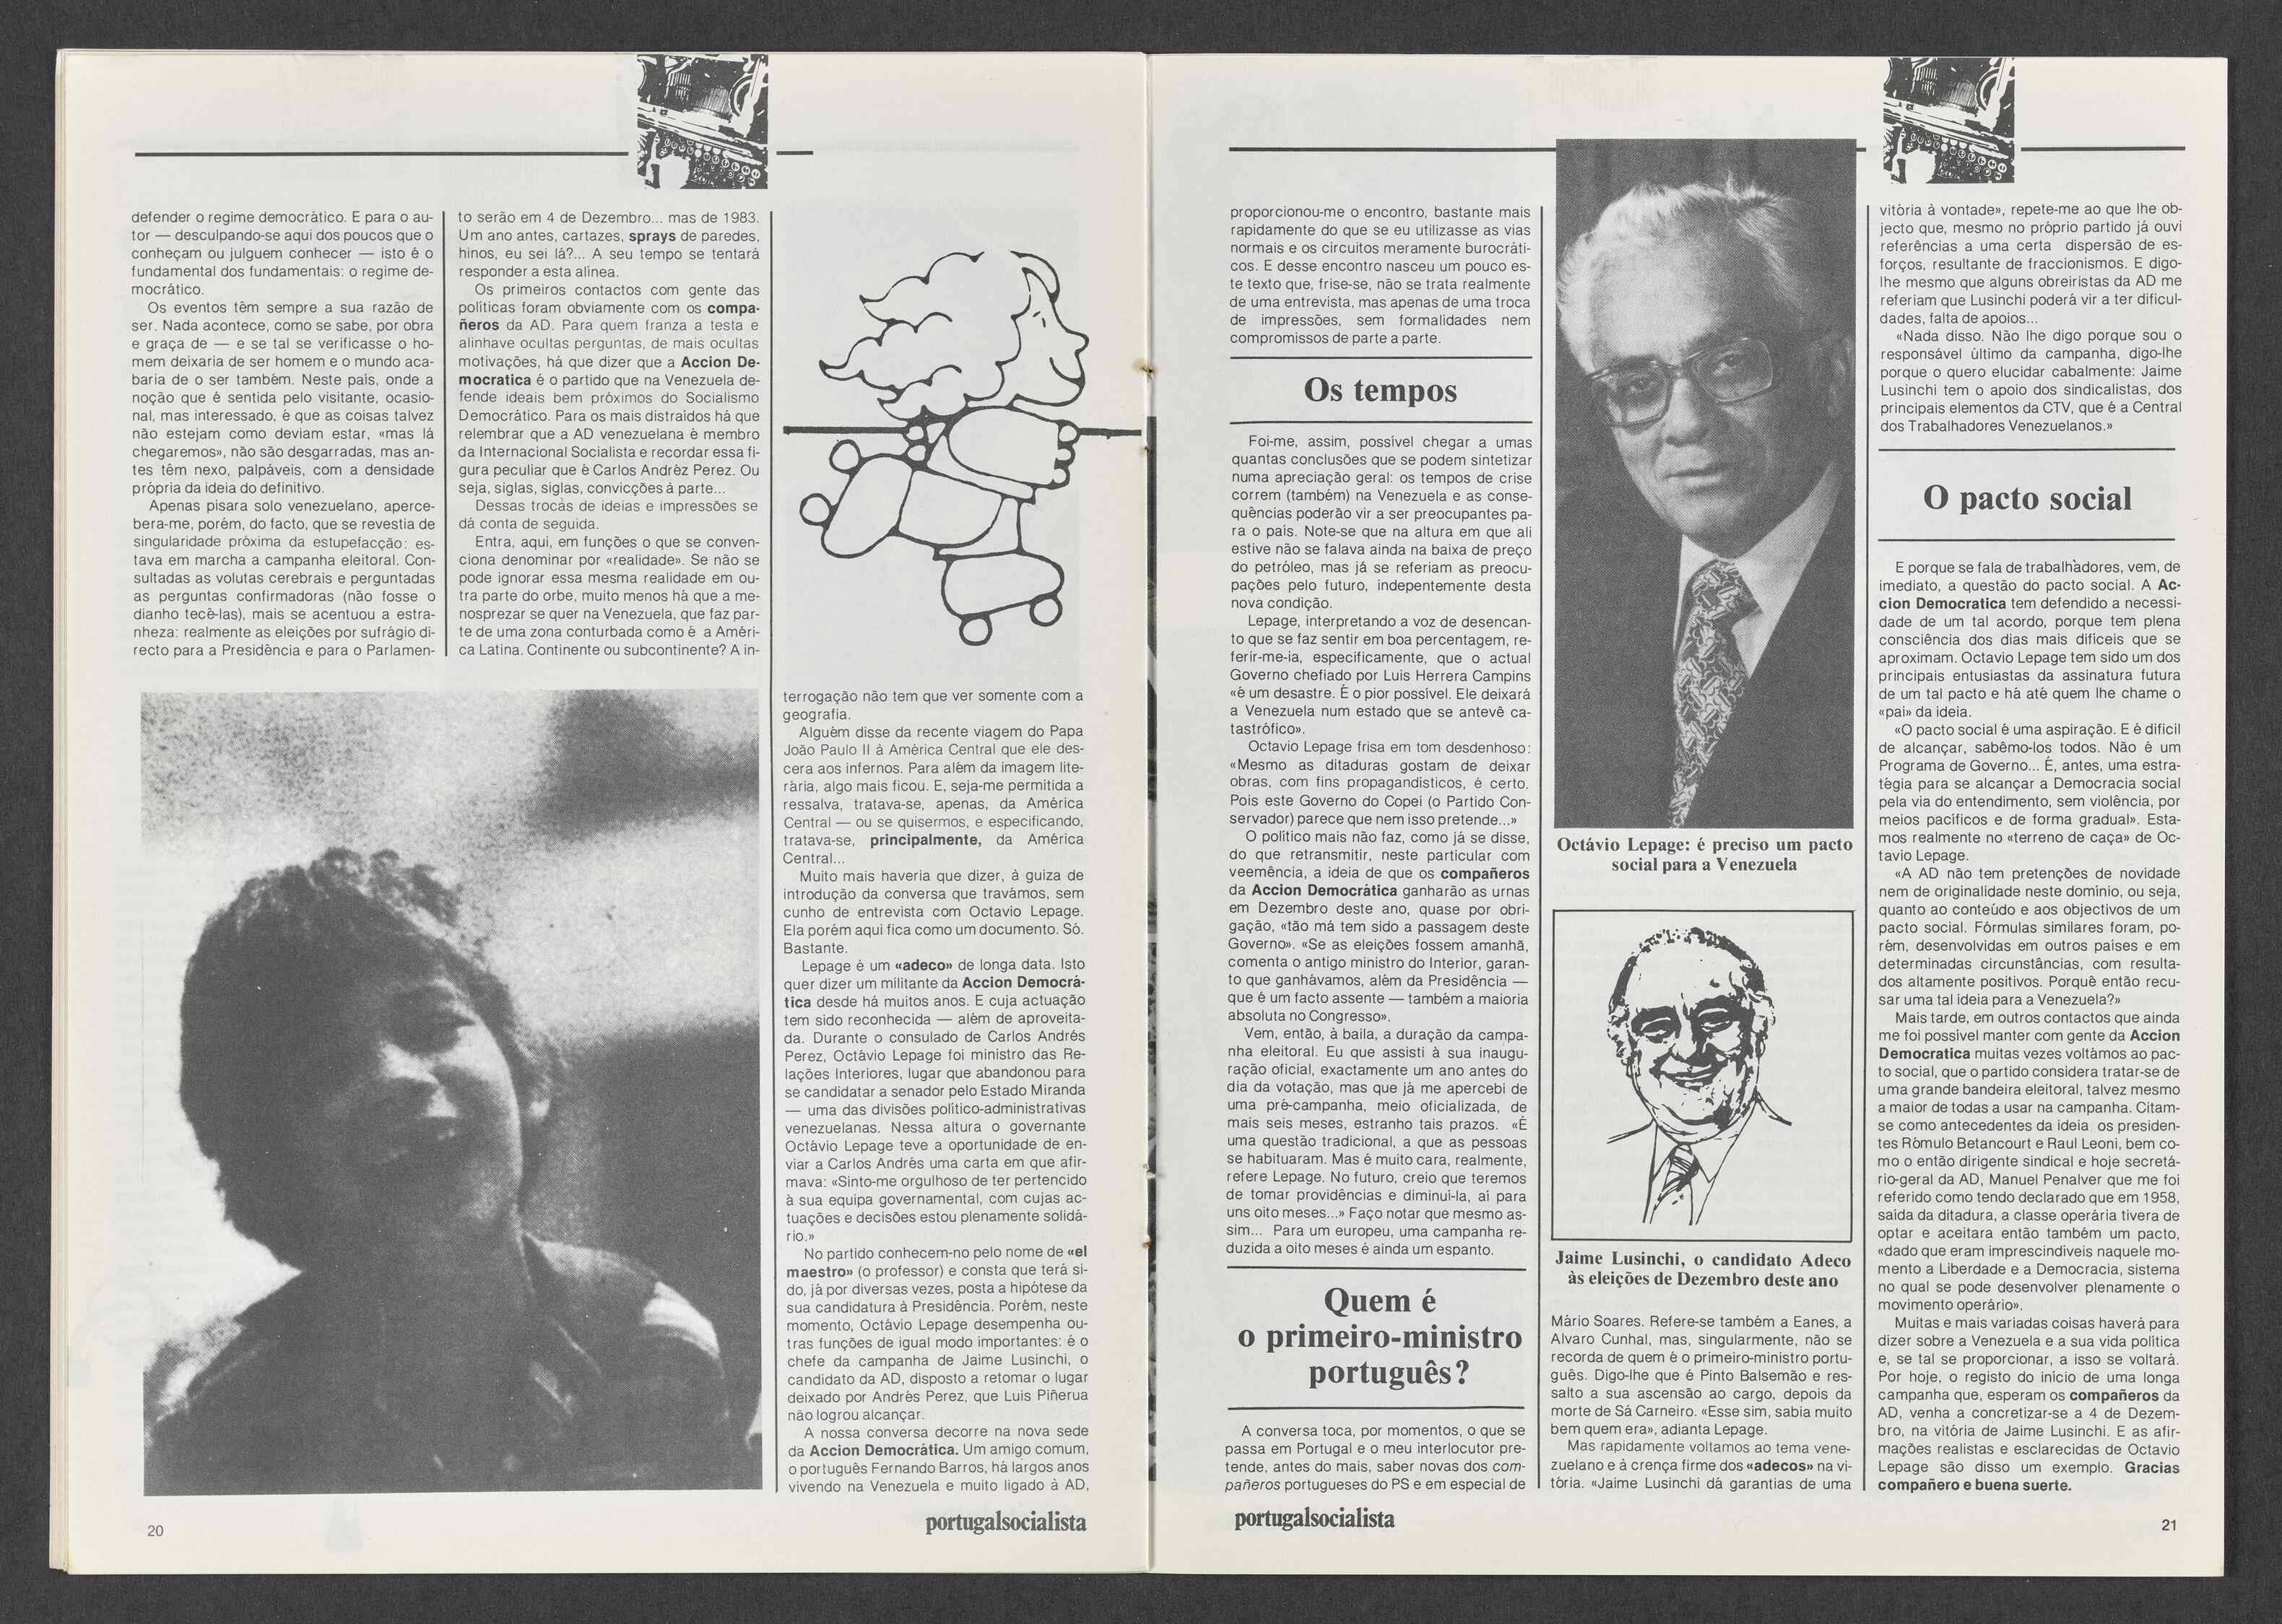 defender o regime democrático. E para o au-
tor — desculpando-se aqui dos poucos que o
conheçam ou julguem conhecer — isto é o
fundamental dos fundamentais: o regime de-
mocrático.
Os eventos têm sempre a sua razão de
ser. Nada acontece, como se sabe, por obra
e graça de — e se tal se verificasse o ho-
mem deixaria de ser homem e o mundo aca-
baria de o ser também. Neste país, onde a
noção que é sentida pelo visitante, ocasio-
nal, mas interessado, é que as coisas talvez
não estejam como deviam estar, «mas lá
chegaremos», não são desgarradas, mas an-
tes têm nexo, palpáveis, com a densidade
própria da ideia do definitivo.
Apenas pisara solo venezuelano, aperce-
bera-me, porém, do facto, que se revestia de
singularidade próxima da estupefacção: es-
tava em marcha a campanha eleitoral. Con-
sultadas as volutas cerebrais e perguntadas
as perguntas confirmadoras (não fosse o
dianho tecê-las), mais se acentuou a estra-
nheza: realmente as eleições por sufrágio di-
recto para a Presidência e para o Parlamen-
to serão em 4 de Dezembro... mas de 1983.
Um ano antes, cartazes, sprays de paredes,
hinos, eu sei lá?... A seu tempo se tentará
responder a esta alínea.
Os primeiros contactos com gente das
políticas foram obviamente com os compa-
ñeros da AD. Para quem franza a testa e
alinhave ocultas perguntas, de mais ocultas
motivações, há que dizer que a Accion De-
mocratica é o partido que na Venezuela de-
fende ideais bem próximos do Socialismo
Democrático. Para os mais distraídos há que
relembrar que a AD venezuelana é membro
da Internacional Socialista e recordar essa fi-
gura peculiar que é Carlos Andrèz Perez. Ou
seja, siglas, siglas, convicções à parte...
Dessas trocàs de ideias e impressões se
dá conta de seguida.
Entra, aqui, em funções o que se conven-
ciona denominar por «realidade». Se não se
pode ignorar essa mesma realidade em ou-
tra parte do orbe, muito menos há que a me-
nosprezar se quer na Venezuela, que faz par-
te de uma zona conturbada como é a Améri-
ca Latina. Continente ou subcontinente? A in-
terrogação não tem que ver somente com a
geografia.
Alguém disse da recente viagem do Papa
João Paulo II à América Central que ele des-
cera aos infernos. Para além da imagem lite-
rária, algo mais ficou. E, seja-me permitida a
ressalva, tratava-se, apenas, da América
Central — ou se quisermos, e especificando,
tratava-se, principalmente, da América
Central...
Muito mais haveria que dizer, à guiza de
introdução da conversa que travámos, sem
cunho de entrevista com Octavio Lepage.
Ela porém aqui fica como um documento. Só.
Bastante.
Lepage é um «adeco» de longa data. Isto
quer dizer um militante da Accion Democrá-
tica desde há muitos anos. E cuja actuação
tem sido reconhecida — além de aproveita-
da. Durante o consulado de Carlos Andrés
Perez, Octávio Lepage foi ministro das Re-
lações Interiores, lugar que abandonou para
se candidatar a senador pelo Estado Miranda
— uma das divisões político-administrativas
venezuelanas. Nessa altura o governante
Octávio Lepage teve a oportunidade de en-
viar a Carlos Andrés uma carta em que afir-
mava: «Sinto-me orgulhoso de ter pertencido
à sua equipa governamental, com cujas ac-
tuações e decisões estou plenamente solidá-
rio.»
No partido conhecem-no pelo nome de «el
maestro» (o professor) e consta que terá si-
do, já por diversas vezes, posta a hipótese da
sua candidatura à Presidência. Porém, neste
momento, Octávio Lepage desempenha ou-
tras funções de igual modo importantes: é o
chefe da campanha de Jaime Lusinchi, o
candidato da AD, disposto a retomar o lugar
deixado por Andrés Perez, que Luis Piñerua
não logrou alcançar.
A nossa conversa decorre na nova sede
da Accion Democrática. Um amigo comum,
o português Fernando Barros, há largos anos
vivendo na Venezuela e muito ligado à AD,
20
portugalsocialista
proporcionou-me o encontro, bastante mais
rapidamente do que se eu utilizasse as vias
normais e os circuitos meramente burocráti-
cos. E desse encontro nasceu um pouco es-
te texto que, frise-se, não se trata realmente
de uma entrevista, mas apenas de uma troca
de impressões, sem formalidades nem
compromissos de parte a parte.
Os tempos
Foi-me, assim, possível chegar a umas
quantas conclusões que se podem sintetizar
numa apreciação geral: os tempos de crise
correm (também) na Venezuela e as conse-
quências poderão vir a ser preocupantes pa-
ra o país. Note-se que na altura em que ali
estive não se falava ainda na baixa de preço
do petróleo, mas já se referiam as preocu-
pações pelo futuro, indepentemente desta
nova condição.
Lepage, interpretando a voz de desencan-
to que se faz sentir em boa percentagem, re-
ferir-me-ia, especificamente, que o actual
Governo chefiado por Luis Herrera Campins
«é um desastre. É o pior possível. Ele deixará
a Venezuela num estado que se antevê ca-
tastrófico».
Octavio Lepage frisa em tom desdenhoso:
«Mesmo as ditaduras gostam de deixar
obras, com fins propagandísticos, é certo.
Pois este Governo do Copei (o Partido Con-
servador) parece que nem isso pretende...»
O político mais não faz, como já se disse,
do que retransmitir, neste particular com
veemência, a ideia de que os compañeros
da Accion Democrática ganharão as urnas
em Dezembro deste ano, quase por obri-
gação, «tão má tem sido a passagem deste
Governo». «Se as eleições fossem amanhã,
comenta o antigo ministro do Interior, garan-
to que ganhávamos, além da Presidência —
que é um facto assente — também a maioria
absoluta no Congresso».
Vem, então, à baila, a duração da campa-
nha eleitoral. Eu que assisti à sua inaugu-
ração oficial, exactamente um ano antes do
dia da votação, mas que já me apercebi de
uma pré-campanha, meio oficializada, de
mais seis meses, estranho tais prazos. «É
uma questão tradicional, a que as pessoas
se habituaram. Mas é muito cara, realmente,
refere Lepage. No futuro, creio que teremos
de tomar providências e diminuí-la, aí para
uns oito meses...» Faço notar que mesmo as-
sim... Para um europeu, uma campanha re-
duzida a oito meses é ainda um espanto.
Quem é
o primeiro-ministro
português?
A conversa toca, por momentos, o que se
passa em Portugal e o meu interlocutor pre-
tende, antes do mais, saber novas dos com-
pañeros portugueses do PS e em especial de
Octávio Lepage: é preciso um pacto
social para a Venezuela
Jaime Lusinchi, o candidato Adeco
às eleições de Dezembro deste ano
Mário Soares. Refere-se também a Eanes, a
Alvaro Cunhal, mas, singularmente, não se
recorda de quem é o primeiro-ministro portu-
guês. Digo-lhe que é Pinto Balsemão e res-
salto a sua ascensão ao cargo, depois da
morte de Sá Carneiro. «Esse sim, sabia muito
bem quem era», adianta Lepage.
Mas rapidamente voltamos ao tema vene-
zuelano e à crença firme dos «adecos» na vi-
tória. «Jaime Lusinchi dá garantias de uma
vitória à vontade», repete-me ao que lhe ob-
jecto que, mesmo no próprio partido já ouvi
referências a uma certa dispersão de es-
forços, resultante de fraccionismos. E digo-
lhe mesmo que alguns obreiristas da AD me
referiam que Lusinchi poderá vir a ter dificul-
dades, falta de apoios...
«Nada disso. Não lhe digo porque sou o
responsável último da campanha, digo-lhe
porque o quero elucidar cabalmente: Jaime
Lusinchi tem o apoio dos sindicalistas, dos
principais elementos da CTV, que é a Central
dos Trabalhadores Venezuelanos.»
O pacto social
E porque se fala de trabalhadores, vem, de
imediato, a questão do pacto social. A Ac-
cion Democratica tem defendido a necessi-
dade de um tal acordo, porque tem plena
consciência dos dias mais difíceis que se
aproximam. Octavio Lepage tem sido um dos
principais entusiastas da assinatura futura
de um tal pacto e há até quem lhe chame o
«pai» da ideia.
«O pacto social é uma aspiração. E é difícil
de alcançar, sabêmo-los todos. Não é um
Programa de Governo... É, antes, uma estra-
tégia para se alcançar a Democracia social
pela via do entendimento, sem violência, por
meios pacíficos e de forma gradual». Esta-
mos realmente no «terreno de caça» de Oc-
tavio Lepage.
«A AD não tem pretenções de novidade
nem de originalidade neste domínio, ou seja,
quanto ao conteúdo e aos objectivos de um
pacto social. Fórmulas similares foram, po-
rém, desenvolvidas em outros países e em
determinadas circunstâncias, com resulta-
dos altamente positivos. Porquê então recu-
sar uma tal ideia para a Venezuela?»
Mais tarde, em outros contactos que ainda
me foi possível manter com gente da Accion
Democratica muitas vezes voltámos ao pac-
to social, que o partido considera tratar-se de
uma grande bandeira eleitoral, talvez mesmo
a maior de todas a usar na campanha. Citam-
se como antecedentes da ideia os presiden-
tes Rómulo Betancourt e Raul Leoni, bem co-
mo o então dirigente sindical e hoje secretá-
rio-geral da AD, Manuel Penalver que me foi
referido como tendo declarado que em 1958,
saída da ditadura, a classe operária tivera de
optar e aceitara então também um pacto,
«dado que eram imprescindíveis naquele mo-
mento a Liberdade e a Democracia, sistema
no qual se pode desenvolver plenamente o
movimento operário».
Muitas e mais variadas coisas haverá para
dizer sobre a Venezuela e a sua vida política
e, se tal se proporcionar, a isso se voltará.
Por hoje, o registo do início de uma longa
campanha que, esperam os compañeros da
AD, venha a concretizar-se a 4 de Dezem-
bro, na vitória de Jaime Lusinchi. E as afir-
mações realistas e esclarecidas de Octavio
Lepage são disso um exemplo. Gracias
compañero e buena suerte.
portugalsocialista
21